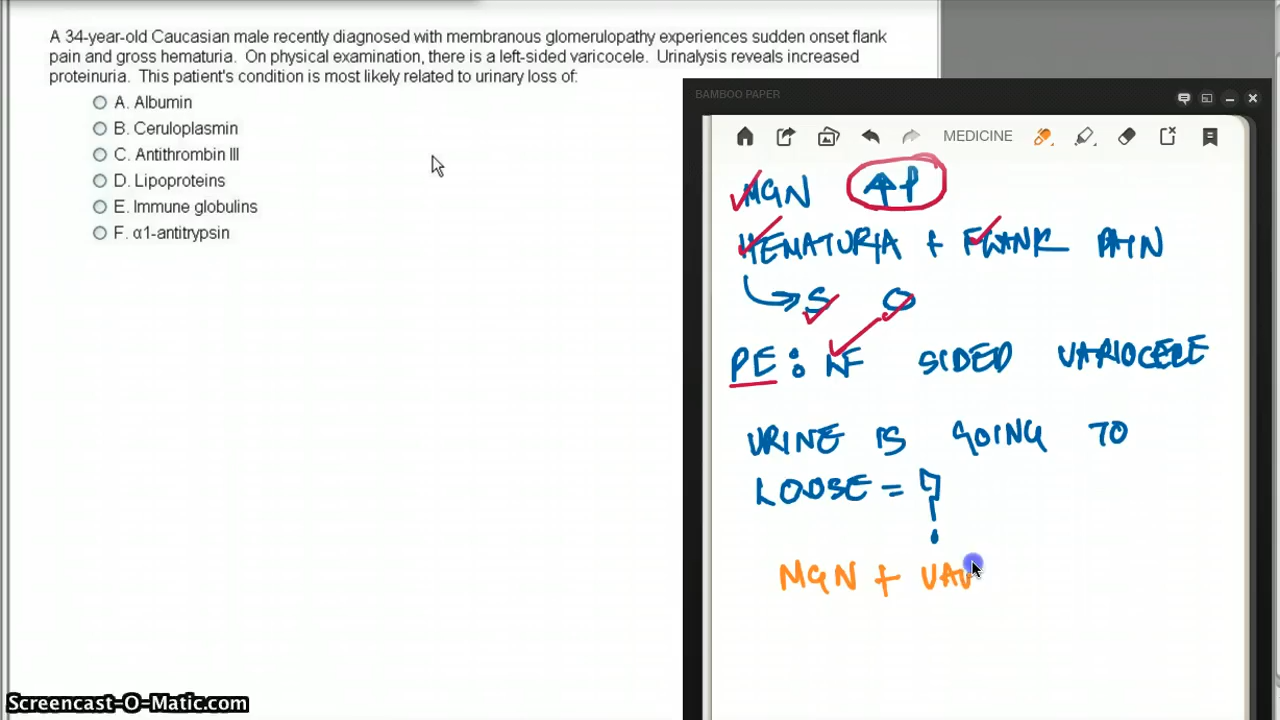 A 34-year-old Caucasian male recently diagnosed with membranous glomerulopathy experiences sudden onset flank
pain and gross hematuria. On physical examination, there is a left-sided varicocele. Urinalysis reveals increased
proteinuria. This patient's condition is most likely related to urinary loss of:
A. Albumin
B. Ceruloplasmin
C. Antithrombin III
D. Lipoproteins
E. Immune globulins
F. α1-antitrypsin
BAMBOO PAPER
MEDICINE
MGN ↑P
HEMATURIA + FLANK PAIN
S O
PE: SIDED VARIOCELE
URINE IS GOING TO
LOOSE = ?
MGN + VAV
Screencast-O-Matic.com